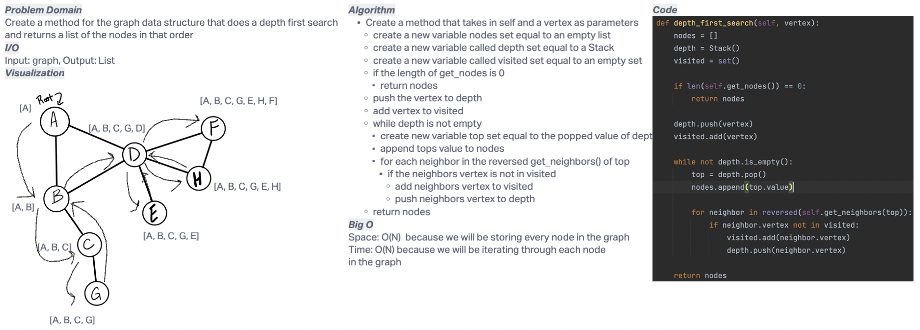 Problem Domain
Create a method for the graph data structure that does a depth first search
and returns a list of the nodes in that order
I/O
Input: graph, Output: List
Visualization
Root
[A]
A
[A, B, C, G, D]
[A, B, C, G, E, H, F]
F
D
H
[A, B, C, G, E, H]
B
[A, B]
E
[A, B, C, G, E]
[A, B, C]
C
G
[A, B, C, G]
Algorithm
• Create a method that takes in self and a vertex as parameters
○ create a new variable nodes set equal to an empty list
○ create a new variable called depth set equal to a Stack
○ create a new variable called visited set equal to an empty set
○ if the length of get_nodes is 0
▪ return nodes
○ push the vertex to depth
○ add vertex to visited
○ while depth is not empty
▪ create new variable top set equal to the popped value of dept
▪ append tops value to nodes
▪ for each neighbor in the reversed get_neighbors() of top
▪ if the neighbors vertex is not in visited
○ add neighbors vertex to visited
○ push neighbors vertex to depth
○ return nodes
Big O
Space: O(N) because we will be storing every node in the graph
Time: O(N) because we will be iterating through each node
in the graph
Code
def depth_first_search(self, vertex):
nodes = []
depth = Stack()
visited = set()
if len(self.get_nodes()) == 0:
return nodes
depth.push(vertex)
visited.add(vertex)
while not depth.is_empty():
top = depth.pop()
nodes.append(top.value)
for neighbor in reversed(self.get_neighbors(top)):
if neighbor.vertex not in visited:
visited.add(neighbor.vertex)
depth.push(neighbor.vertex)
return nodes